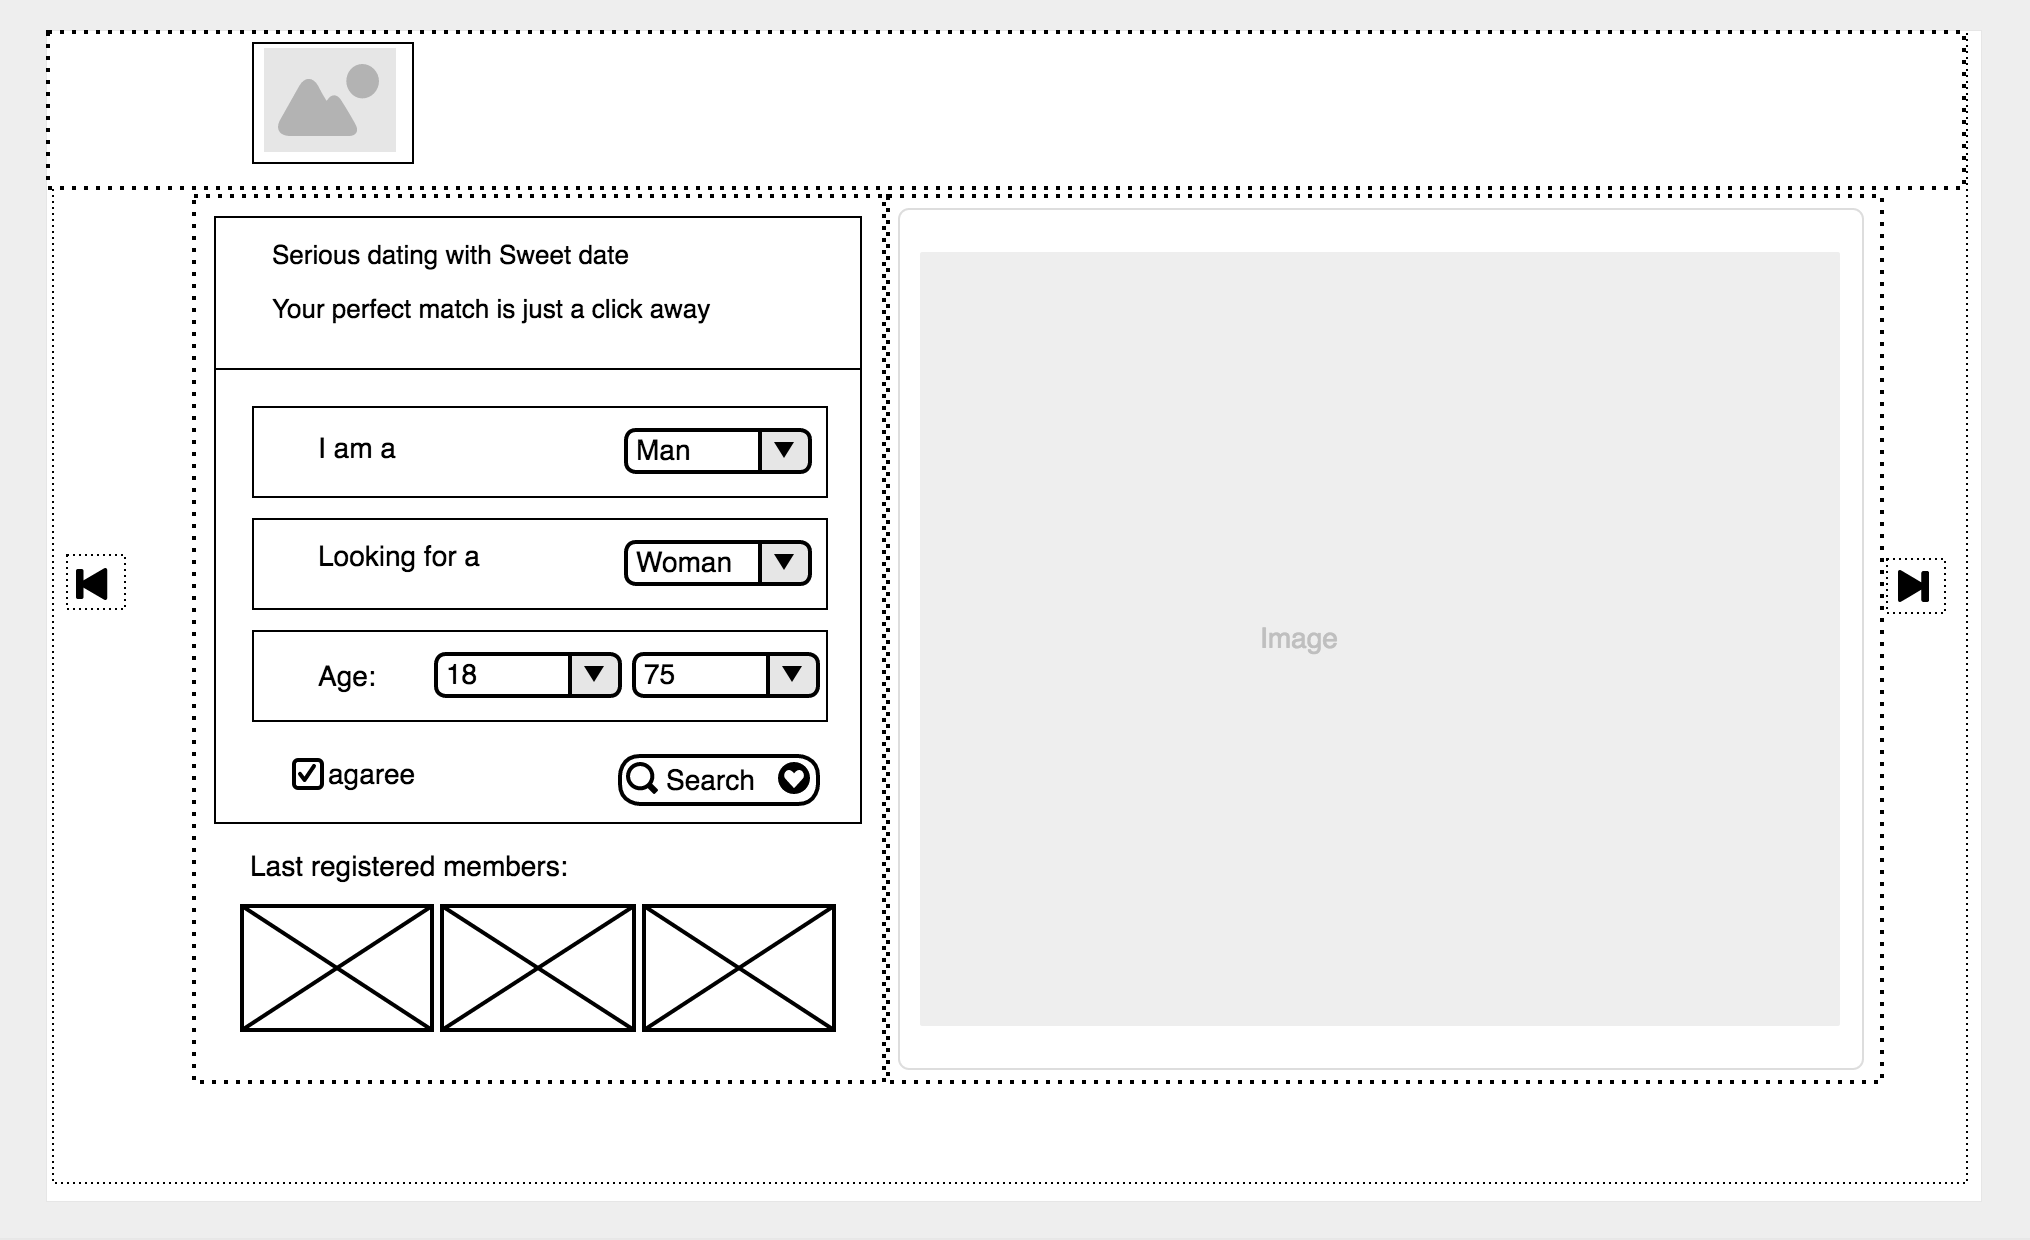 Serious dating with Sweet date
Your perfect match is just a click away
I am a Man
Looking for a Woman
Age: 18 75
agaree Search
Last registered members:
Image